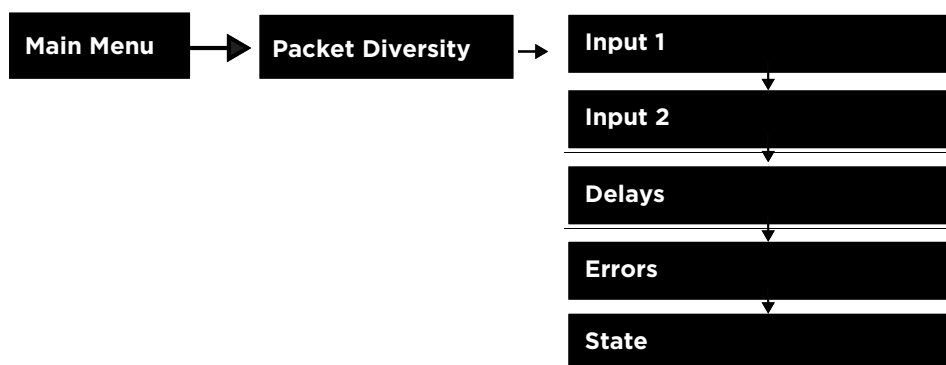 Main Menu
Packet Diversity
Input 1
Input 2
Delays
Errors
State